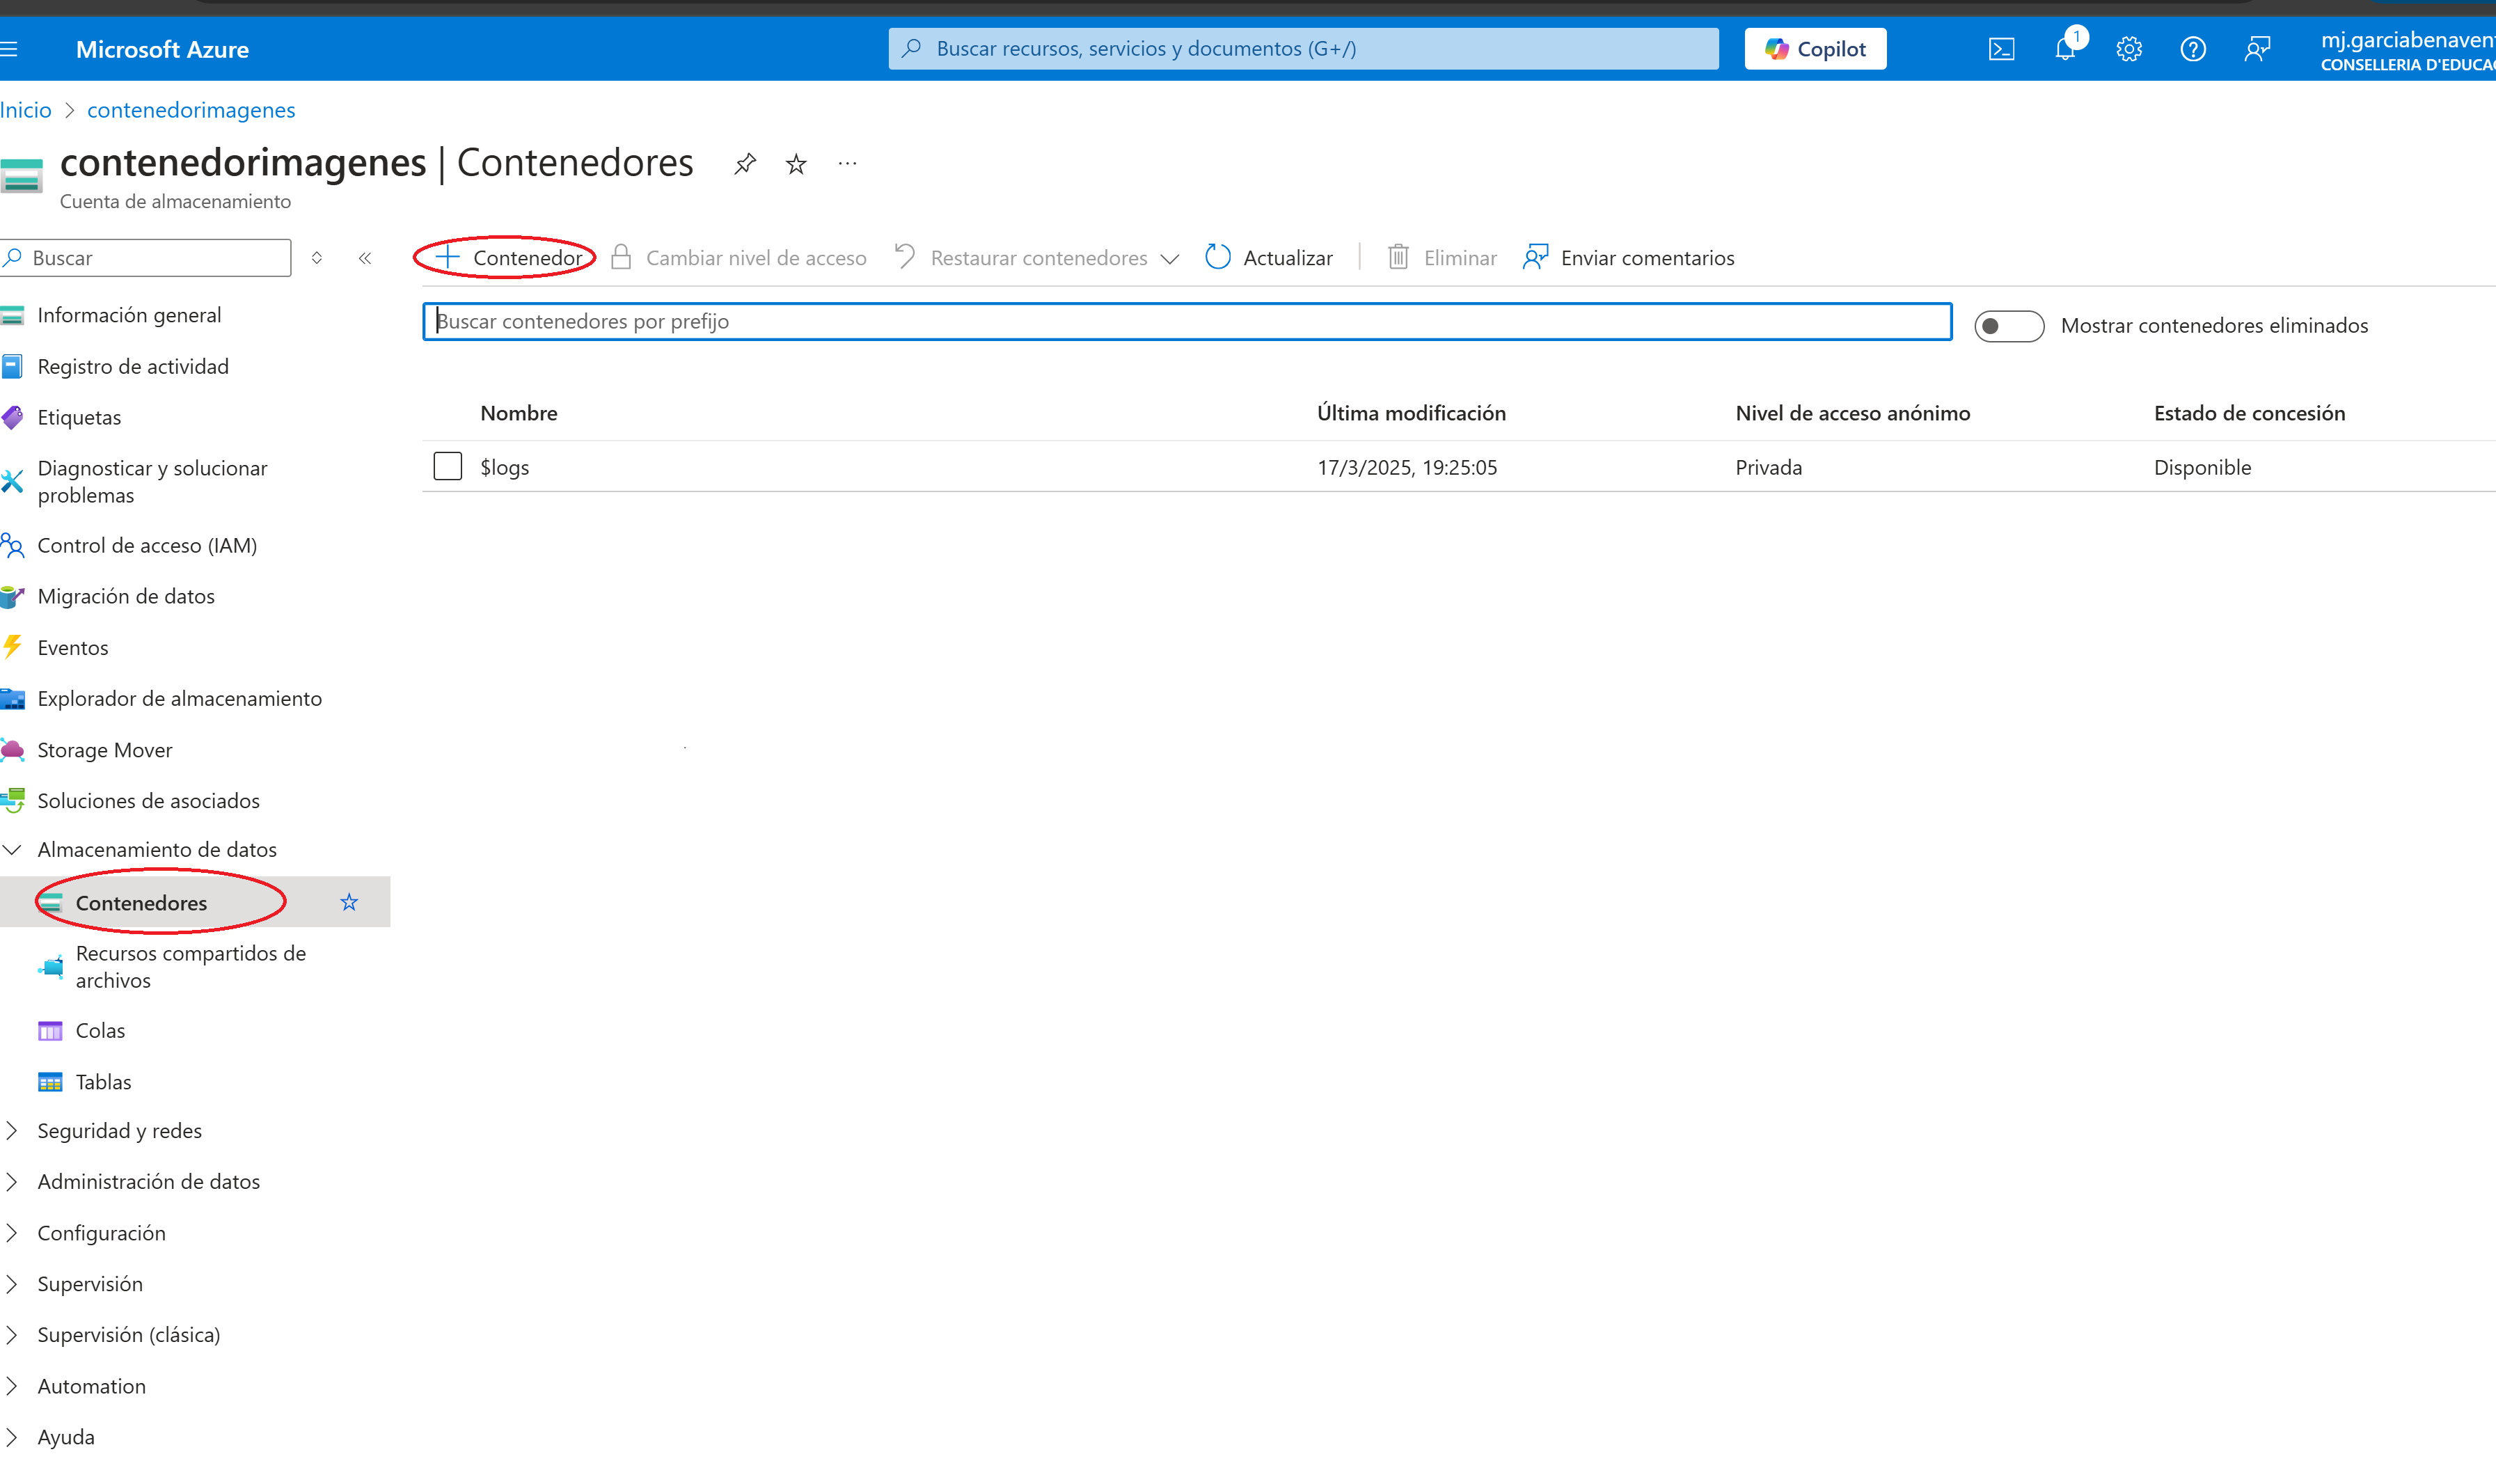 Microsoft Azure
Buscar recursos, servicios y documentos (G+/)
Copilot
1
mj.garciabenavent
CONSELLERIA D'EDUCA
Inicio > contenedorimagenes
contenedorimagenes | Contenedores
Cuenta de almacenamiento
Buscar
Contenedor
Cambiar nivel de acceso
Restaurar contenedores
Actualizar
Eliminar
Enviar comentarios
Buscar contenedores por prefijo
Mostrar contenedores eliminados
Nombre Última modificación Nivel de acceso anónimo Estado de concesión
$logs 17/3/2025, 19:25:05 Privada Disponible
Información general
Registro de actividad
Etiquetas
Diagnosticar y solucionar
problemas
Control de acceso (IAM)
Migración de datos
Eventos
Explorador de almacenamiento
Storage Mover
Soluciones de asociados
Almacenamiento de datos
Contenedores
Recursos compartidos de
archivos
Colas
Tablas
Seguridad y redes
Administración de datos
Configuración
Supervisión
Supervisión (clásica)
Automation
Ayuda